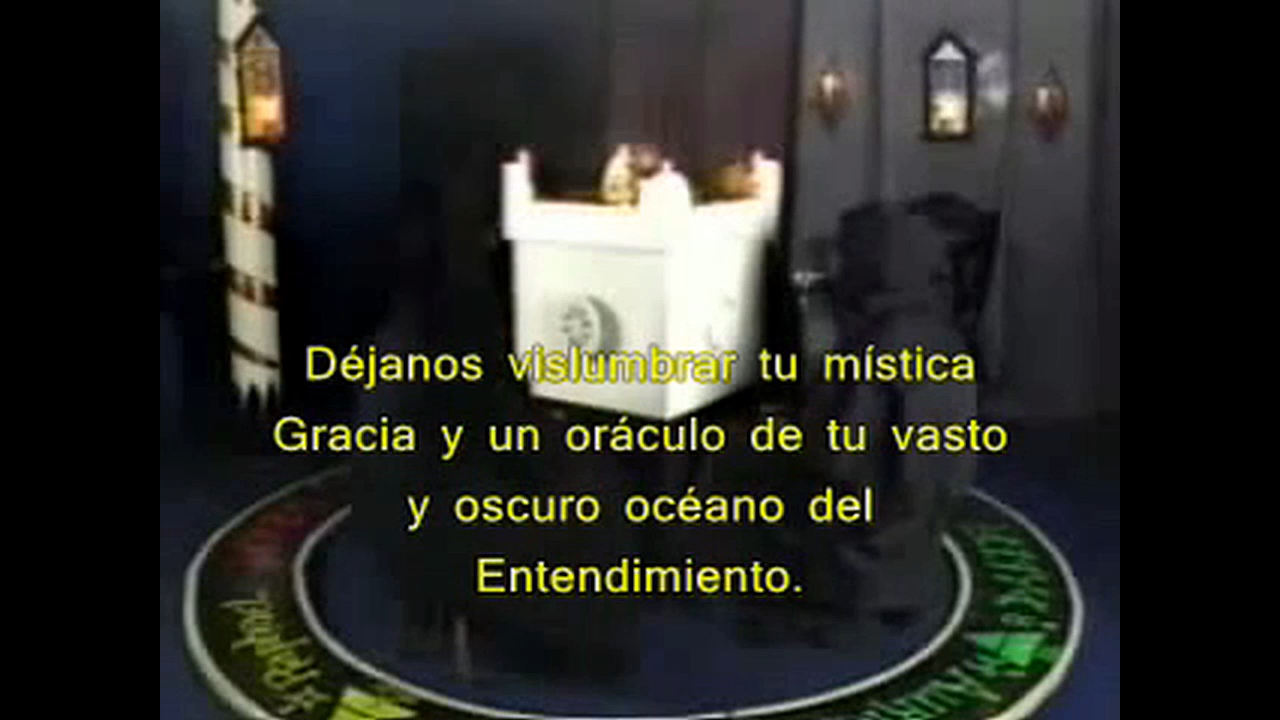 Déjanos vislumbrar tu mística
Gracia y un oráculo de tu vasto
y oscuro océano del
Entendimiento.